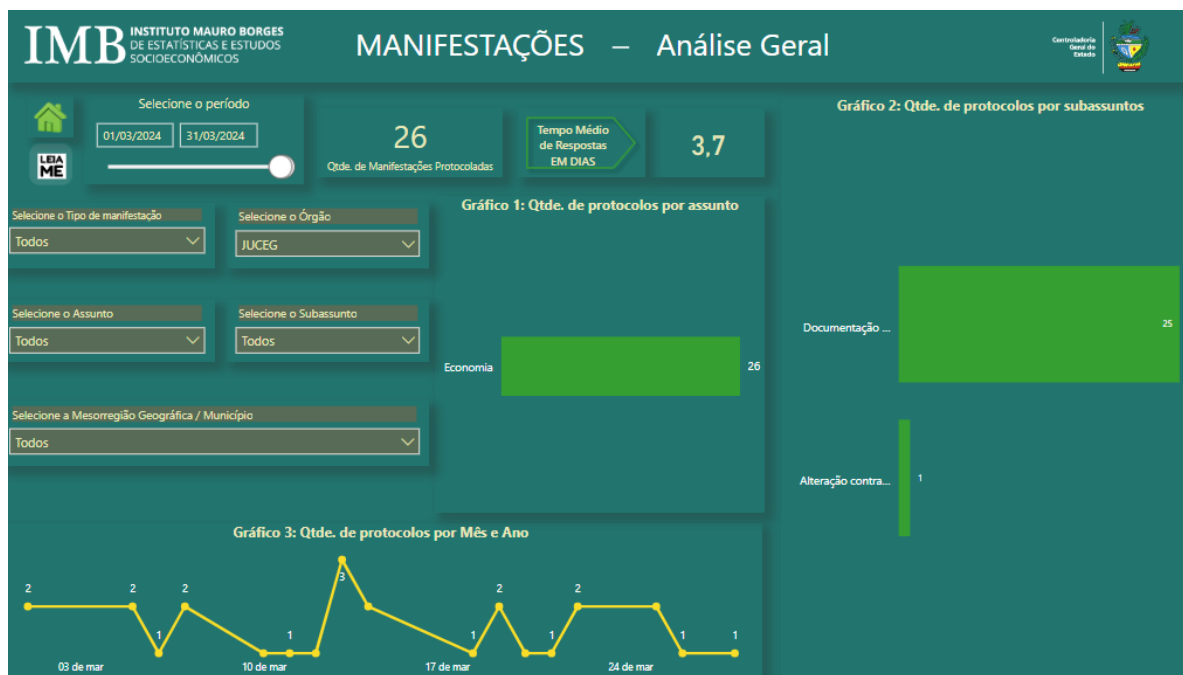 IMB INSTITUTO MAURO BORGES
DE ESTATÍSTICAS E ESTUDOS
SOCIOECONÔMICOS
MANIFESTAÇÕES – Análise Geral
Controladoria
Geral do
Estado
LEIA
MÉ
Selecione o período
01/03/2024 31/03/2024
26
Qtde. de Manifestações Protocoladas
Tempo Médio
de Respostas
EM DIAS
3,7
Selecione o Tipo de manifestação
Todos
Selecione o Órgão
JUCEG
Selecione o Assunto
Todos
Selecione o Subassunto
Todos
Selecione a Mesorregião Geográfica / Município
Todos
Gráfico 1: Qtde. de protocolos por assunto
Economia 26
Gráfico 2: Qtde. de protocolos por subassuntos
Documentação ... 25
Alteração contra... 1
Gráfico 3: Qtde. de protocolos por Mês e Ano
2 2 2 3 2 2
1 1 1 1 1 1
03 de mar 10 de mar 17 de mar 24 de mar